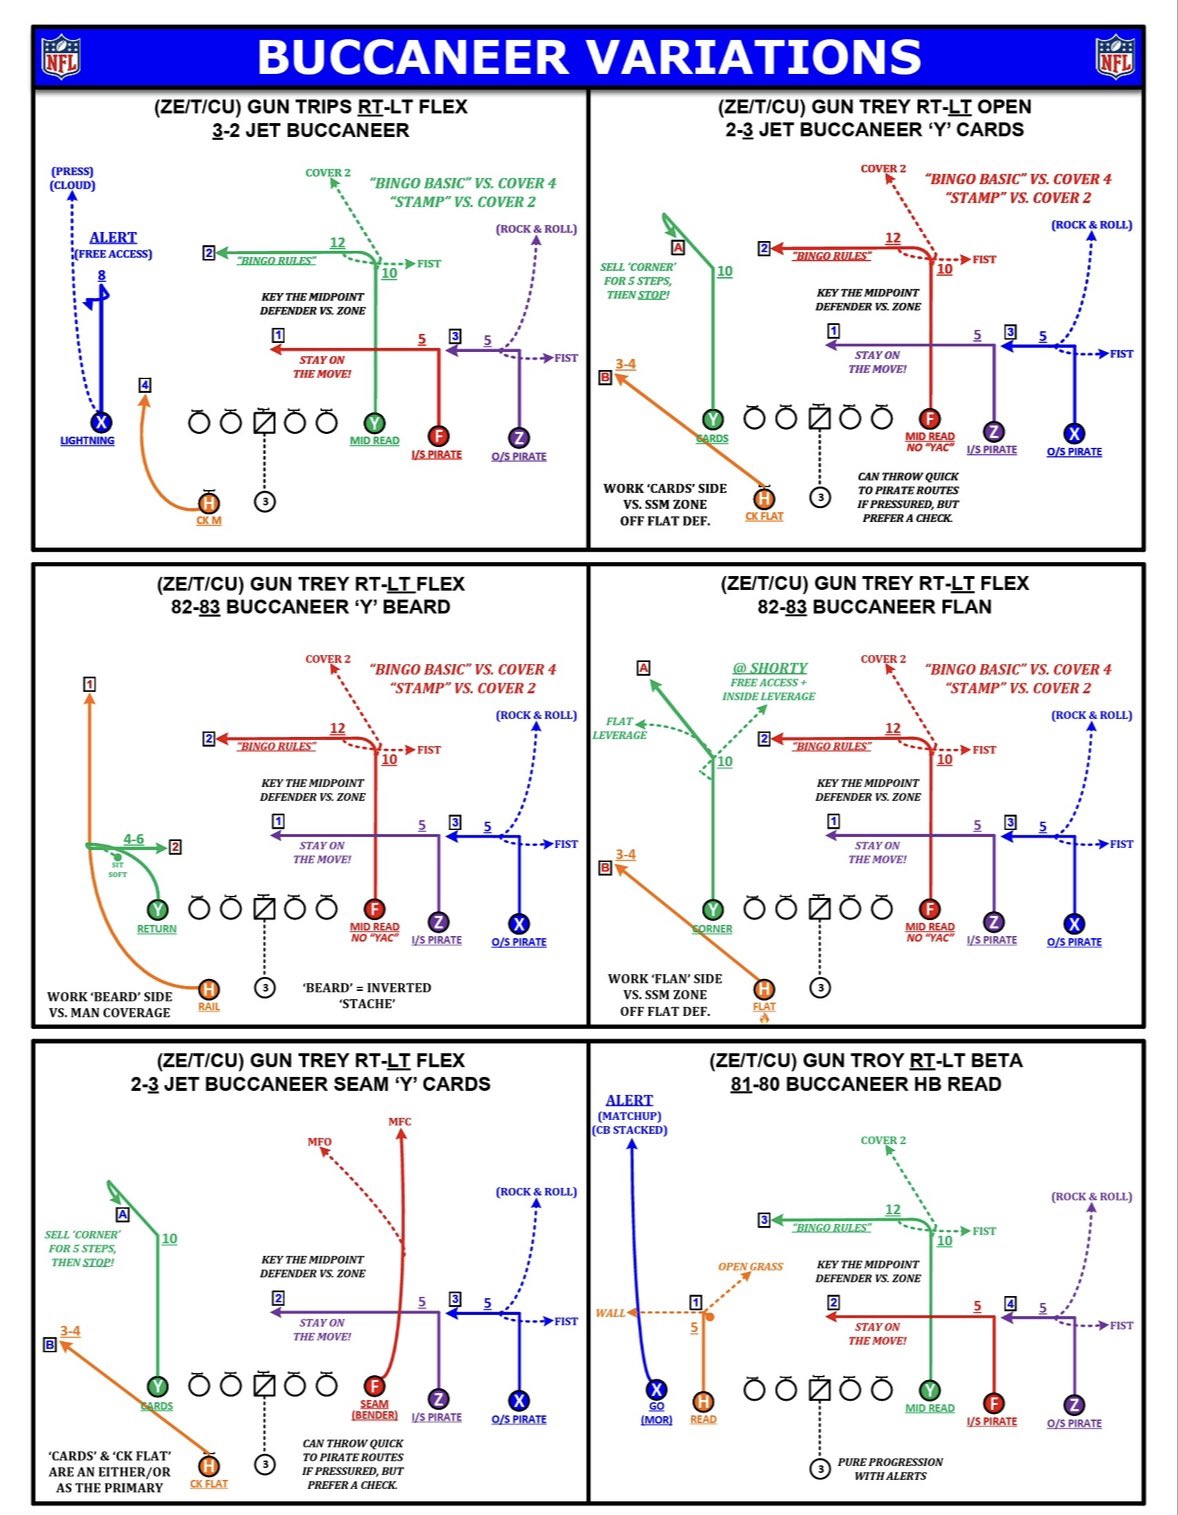 NFL
BUCCANEER VARIATIONS
NFL
(ZE/T/CU) GUN TRIPS RT-LT FLEX
3-2 JET BUCCANEER
(PRESS)
(CLOUD)
COVER 2
"BINGO BASIC" VS. COVER 4
"STAMP" VS. COVER 2
ALERT
(FREE ACCESS)
8
2
12
"BINGO RULES"
10
FIST
(ROCK & ROLL)
KEY THE MIDPOINT
DEFENDER VS. ZONE
1
5
3
5
FIST
STAY ON
THE MOVE!
4
X
LIGHTNING
Y
MID READ
F
I/S PIRATE
Z
O/S PIRATE
H
CK M
3
(ZE/T/CU) GUN TREY RT-LT OPEN
2-3 JET BUCCANEER ‘Y’ CARDS
COVER 2
"BINGO BASIC" VS. COVER 4
"STAMP" VS. COVER 2
A
SELL ‘CORNER’
FOR 5 STEPS,
THEN STOP!
10
2
12
"BINGO RULES"
10
FIST
(ROCK & ROLL)
KEY THE MIDPOINT
DEFENDER VS. ZONE
1
5
3
5
FIST
STAY ON
THE MOVE!
B
3-4
Y
CARDS
F
MID READ
NO "YAC"
Z
I/S PIRATE
X
O/S PIRATE
WORK ‘CARDS’ SIDE
VS. SSM ZONE
OFF FLAT DEF.
H
CK FLAT
3
CAN THROW QUICK
TO PIRATE ROUTES
IF PRESSURED, BUT
PREFER A CHECK.
(ZE/T/CU) GUN TREY RT-LT FLEX
82-83 BUCCANEER ‘Y’ BEARD
1
COVER 2
"BINGO BASIC" VS. COVER 4
"STAMP" VS. COVER 2
2
12
"BINGO RULES"
10
FIST
(ROCK & ROLL)
KEY THE MIDPOINT
DEFENDER VS. ZONE
1
5
3
5
FIST
STAY ON
THE MOVE!
4-6
2
SIT
SOFT
Y
RETURN
F
MID READ
NO "YAC"
Z
I/S PIRATE
X
O/S PIRATE
WORK ‘BEARD’ SIDE
VS. MAN COVERAGE
H
RAIL
3
‘BEARD’ = INVERTED
‘STACHE’
(ZE/T/CU) GUN TREY RT-LT FLEX
82-83 BUCCANEER FLAN
A
@ SHORTY
FREE ACCESS +
INSIDE LEVERAGE
FLAT
LEVERAGE
10
COVER 2
"BINGO BASIC" VS. COVER 4
"STAMP" VS. COVER 2
2
12
"BINGO RULES"
10
FIST
(ROCK & ROLL)
KEY THE MIDPOINT
DEFENDER VS. ZONE
1
5
3
5
FIST
STAY ON
THE MOVE!
B
3-4
Y
CORNER
F
MID READ
NO "YAC"
Z
I/S PIRATE
X
O/S PIRATE
WORK ‘FLAN’ SIDE
VS. SSM ZONE
OFF FLAT DEF.
H
FLAT
3
(ZE/T/CU) GUN TREY RT-LT FLEX
2-3 JET BUCCANEER SEAM ‘Y’ CARDS
A
SELL ‘CORNER’
FOR 5 STEPS,
THEN STOP!
10
MFO
MFC
(ROCK & ROLL)
KEY THE MIDPOINT
DEFENDER VS. ZONE
2
5
3
5
FIST
STAY ON
THE MOVE!
B
3-4
Y
CARDS
F
SEAM
(BENDER)
Z
I/S PIRATE
X
O/S PIRATE
‘CARDS’ & ‘CK FLAT’
ARE AN EITHER/OR
AS THE PRIMARY
H
CK FLAT
3
CAN THROW QUICK
TO PIRATE ROUTES
IF PRESSURED, BUT
PREFER A CHECK.
(ZE/T/CU) GUN TROY RT-LT BETA
81-80 BUCCANEER HB READ
ALERT
(MATCHUP)
(CB STACKED)
COVER 2
3
12
"BINGO RULES"
10
FIST
(ROCK & ROLL)
OPEN GRASS
KEY THE MIDPOINT
DEFENDER VS. ZONE
WALL
1
5
2
5
4
5
FIST
STAY ON
THE MOVE!
X
GO
(MOR)
H
READ
Y
MID READ
F
I/S PIRATE
Z
O/S PIRATE
3
PURE PROGRESSION
WITH ALERTS